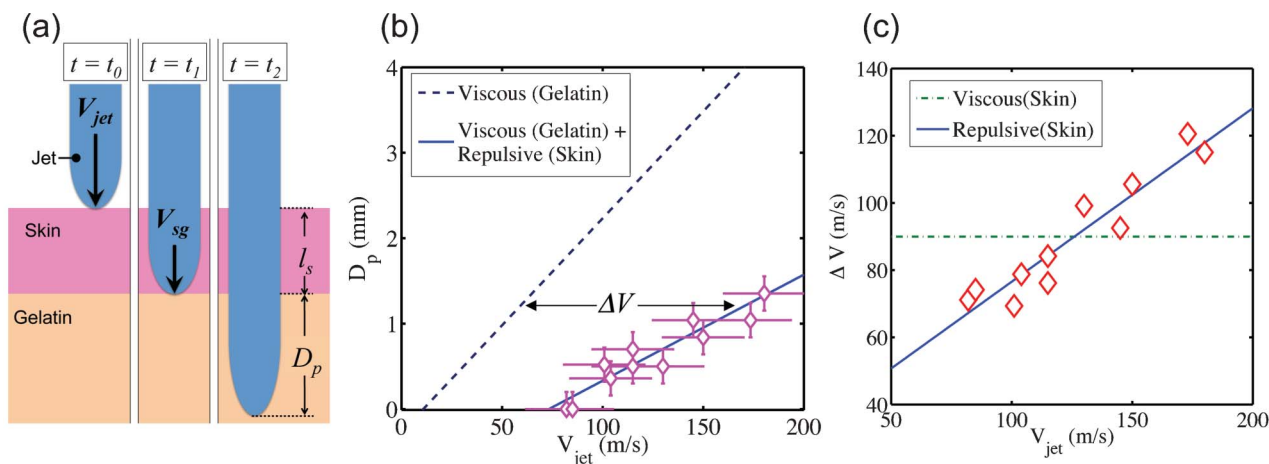 (a)
t = t0
t = t1
t = t2
Vjet
Jet
Skin
Vsg
ls
Gelatin
Dp
(b)
Viscous (Gelatin)
Viscous (Gelatin) +
Repulsive (Skin)
ΔV
Dp (mm)
4
3
2
1
0
0 50 100 150 200
Vjet (m/s)
(c)
Viscous(Skin)
Repulsive(Skin)
Δ V (m/s)
140
120
100
80
60
40
50 100 150 200
Vjet (m/s)